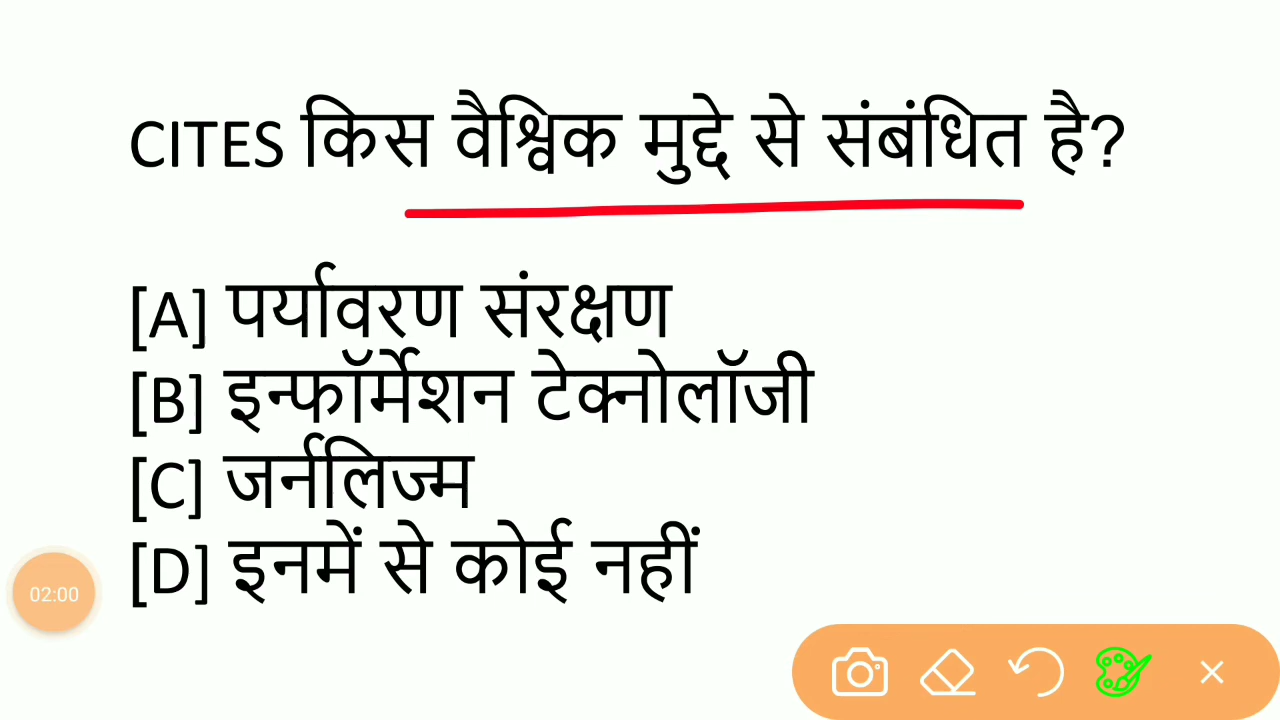 CITES किस वैश्विक मुद्दे से संबंधित है?
[A] पर्यावरण संरक्षण
[B] इन्फॉर्मेशन टेक्नोलॉजी
[C] जर्नलिज्म
[D] इनमें से कोई नहीं
02:00